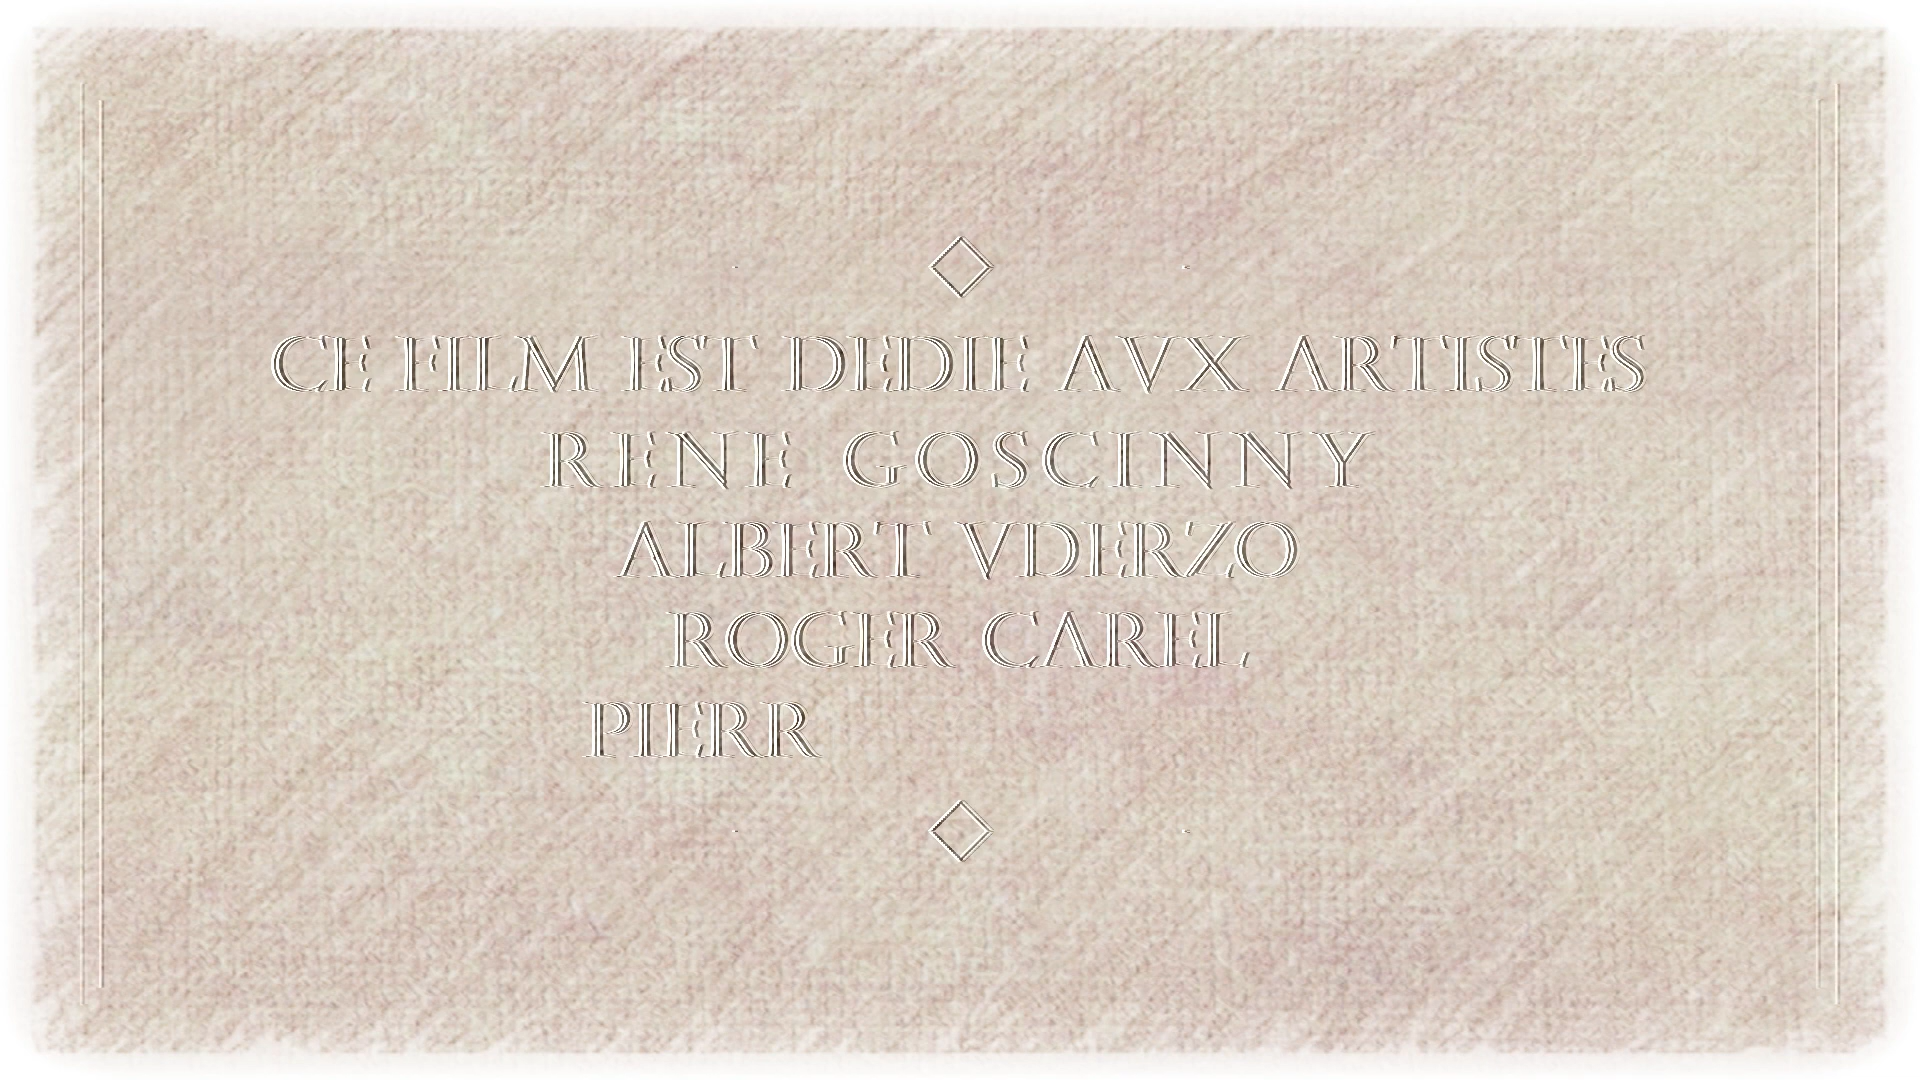 CE FILM EST DEDIE AVX ARTISTES
RENE GOSCINNY
ALBERT VDERZO
ROGER CAREL
PIERR